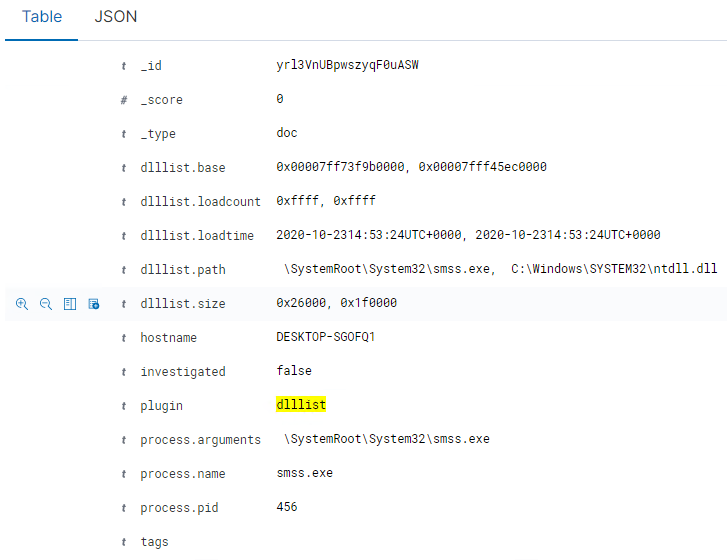 Table JSON
t _id yrl3VnUBpwszyqF0uASW
# _score 0
t _type doc
t dlllist.base 0x00007ff73f9b0000, 0x00007fff45ec0000
t dlllist.loadcount 0xffff, 0xffff
t dlllist.loadtime 2020-10-2314:53:24UTC+0000, 2020-10-2314:53:24UTC+0000
t dlllist.path \SystemRoot\System32\smss.exe, C:\Windows\SYSTEM32\ntdll.dll
t dlllist.size 0x26000, 0x1f0000
t hostname DESKTOP-SGOFQ1
t investigated false
t plugin dlllist
t process.arguments \SystemRoot\System32\smss.exe
t process.name smss.exe
t process.pid 456
t tags